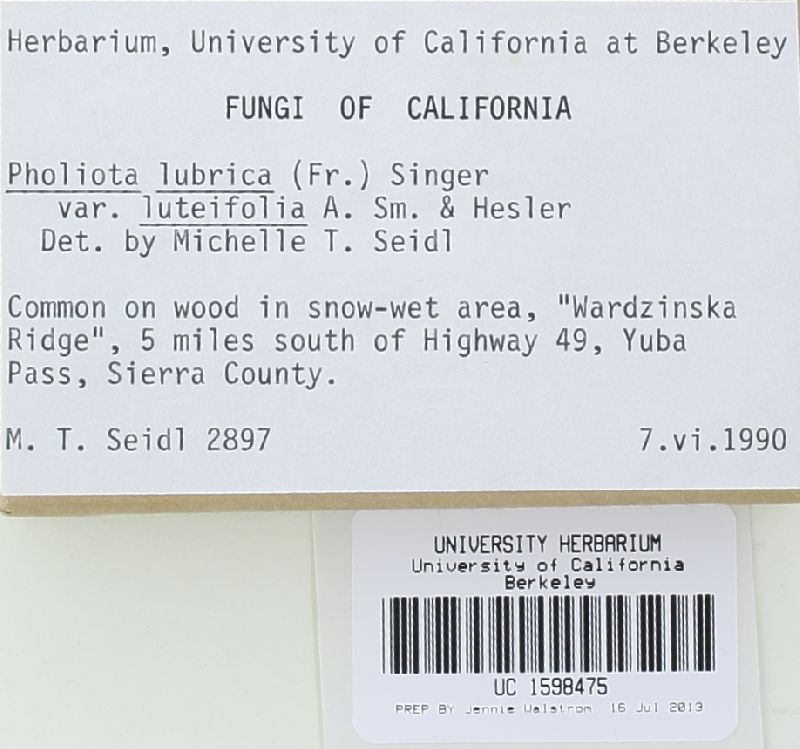 Herbarium, University of California at Berkeley
FUNGI OF CALIFORNIA
Pholiota lubrica (Fr.) Singer
var. luteifolia A. Sm. & Hesler
Det. by Michelle T. Seidl
Common on wood in snow-wet area, "Wardzinska
Ridge", 5 miles south of Highway 49, Yuba
Pass, Sierra County.
M. T. Seidl 2897 7.vi.1990
UNIVERSITY HERBARIUM
University of California
Berkeley
UC 1598475
PREP BY Jennie Walstrom, 16 Jul 2013